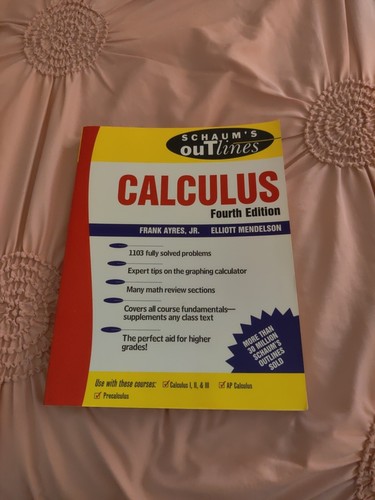 SCHAUM'S
OUTlines
CALCULUS
Fourth Edition
FRANK AYRES, JR. ELLIOTT MENDELSON
1103 fully solved problems
Expert tips on the graphing calculator
Many math review sections
Covers all course fundamentals—
supplements any class text
The perfect aid for higher
grades!
MORE THAN
30 MILLION
SCHAUM'S
OUTLINES
SOLD
Use with these courses: ☑ Calculus I, II, & III ☑ AP Calculus
☑ Precalculus